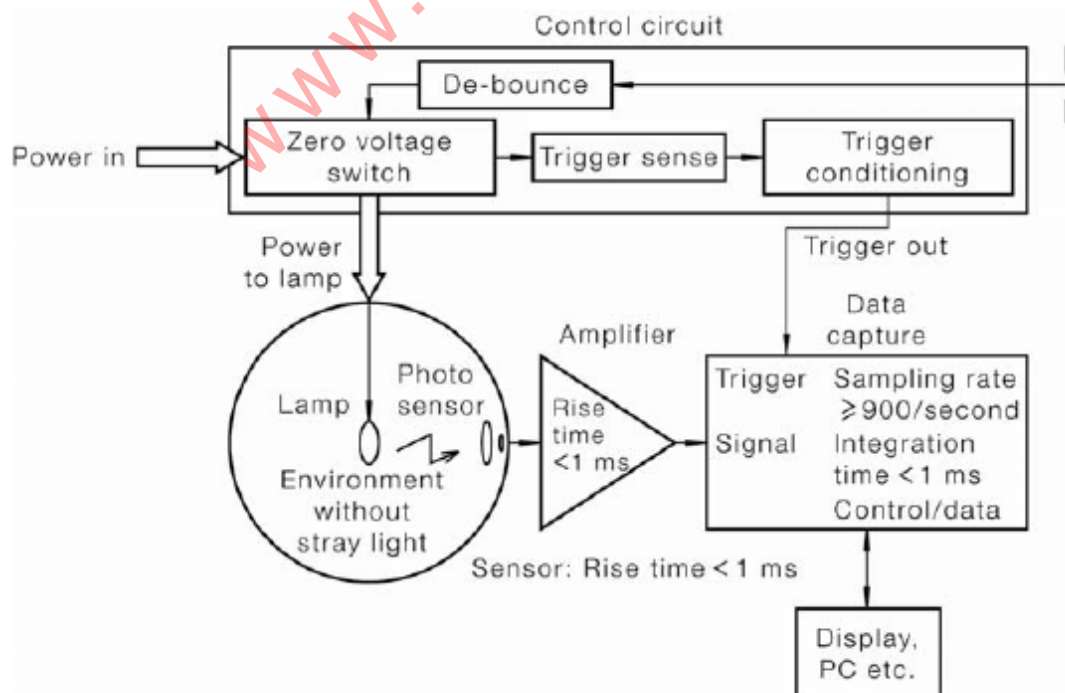 Control circuit
De-bounce
Power in
Zero voltage
switch
Trigger sense
Trigger
conditioning
Power
to lamp
Trigger out
Data
capture
Amplifier
Photo
sensor
Lamp
Environment
without
stray light
Rise
time
<1 ms
Trigger
Sampling rate
≥900/second
Signal
Integration
time <1 ms
Control/data
Sensor: Rise time <1 ms
Display,
PC etc.
www.